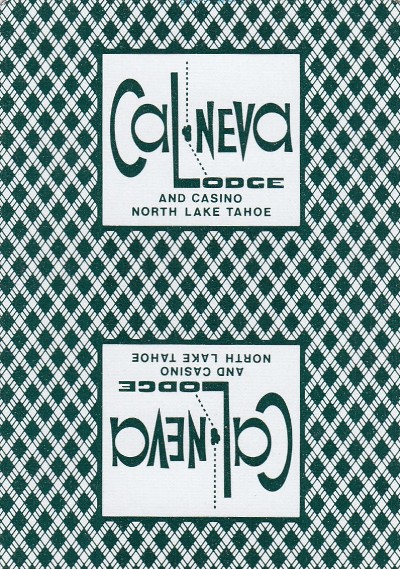 Cal·Neva
Lodge
AND CASINO
NORTH LAKE TAHOE
Cal·Neva
Lodge
AND CASINO
NORTH LAKE TAHOE